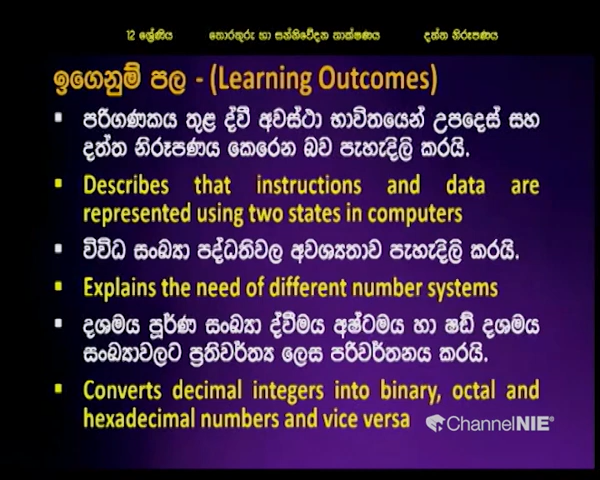 12 ශ්‍රේණිය තොරතුරු හා සන්නිවේදන තාක්ෂණය දත්ත නිරූපණය
ඉගෙනුම් පල - (Learning Outcomes)
▪ පරිගණකය තුළ ද්වී අවස්ථා භාවිතයෙන් උපදෙස් සහ
දත්ත නිරූපණය කෙරෙන බව පැහැදිලි කරයි.
▪ Describes that instructions and data are
represented using two states in computers
▪ විවිධ සංඛ්‍යා පද්ධතිවල අවශ්‍යතාව පැහැදිලි කරයි.
▪ Explains the need of different number systems
▪ දශමය පූර්ණ සංඛ්‍යා ද්වීමය අෂ්ටමය හා ෂඩ් දශමය
සංඛ්‍යාවලට ප්‍රතිවර්ත්‍ය ලෙස පරිවර්තනය කරයි.
▪ Converts decimal integers into binary, octal and
hexadecimal numbers and vice versa
ChannelNIE®